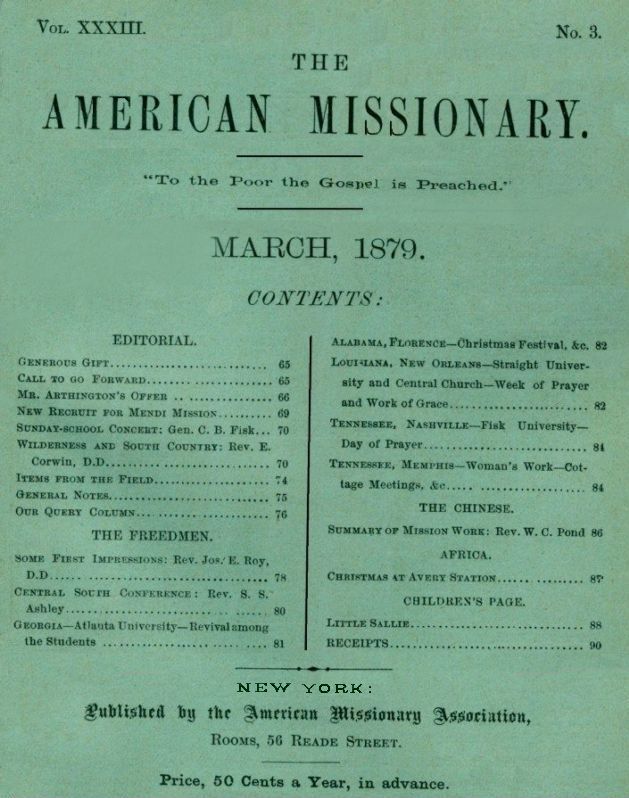 VOL. XXXIII.
No. 3.
THE
AMERICAN MISSIONARY.
"To the Poor the Gospel is Preached."
MARCH, 1879.
CONTENTS:
EDITORIAL.
GENEROUS GIFT........................................ 65
CALL TO GO FORWARD........................... 65
MR. ARTHINGTON'S OFFER .. .................. 66
NEW RECRUIT FOR MENDI MISSION............ 69
SUNDAY-SCHOOL CONCERT: Gen. C. B. Fisk... 70
WILDERNESS AND SOUTH COUNTRY: Rev. E.
Corwin, D.D...................................... 70
ITEMS FROM THE FIELD.......................... 74
GENERAL NOTES..................................... 75
OUR QUERY COLUMN... ........................... 76
THE FREEDMEN.
SOME FIRST IMPRESSIONS: Rev. Jos. E. Roy,
D.D..... ........................................... 78
CENTRAL SOUTH CONFERENCE: Rev. S. S.
Ashley.............................................. 80
GEORGIA—Atlanta University—Revival among
the Students ..................................... 81
ALABAMA, FLORENCE—Christmas Festival, &c. 82
LOUISIANA, NEW ORLEANS—Straight Univer-
sity and Central Church—Week of Prayer
and Work of Grace............................... 82
TENNESSEE, NASHVILLE—Fisk University—
Day of Prayer..................................... 84
TENNESSEE, MEMPHIS—Woman's Work—Cot-
tage Meetings, &c..... ........................... 84
THE CHINESE.
SUMMARY OF MISSION WORK: Rev. W. C. Pond 86
AFRICA.
CHRISTMAS AT AVERY STATION.................. 87
CHILDREN'S PAGE.
LITTLE SALLIE........................................ 88
RECEIPTS............................................... 90
NEW YORK:
Published by the American Missionary Association,
ROOMS, 56 READE STREET.
Price, 50 Cents a Year, in advance.